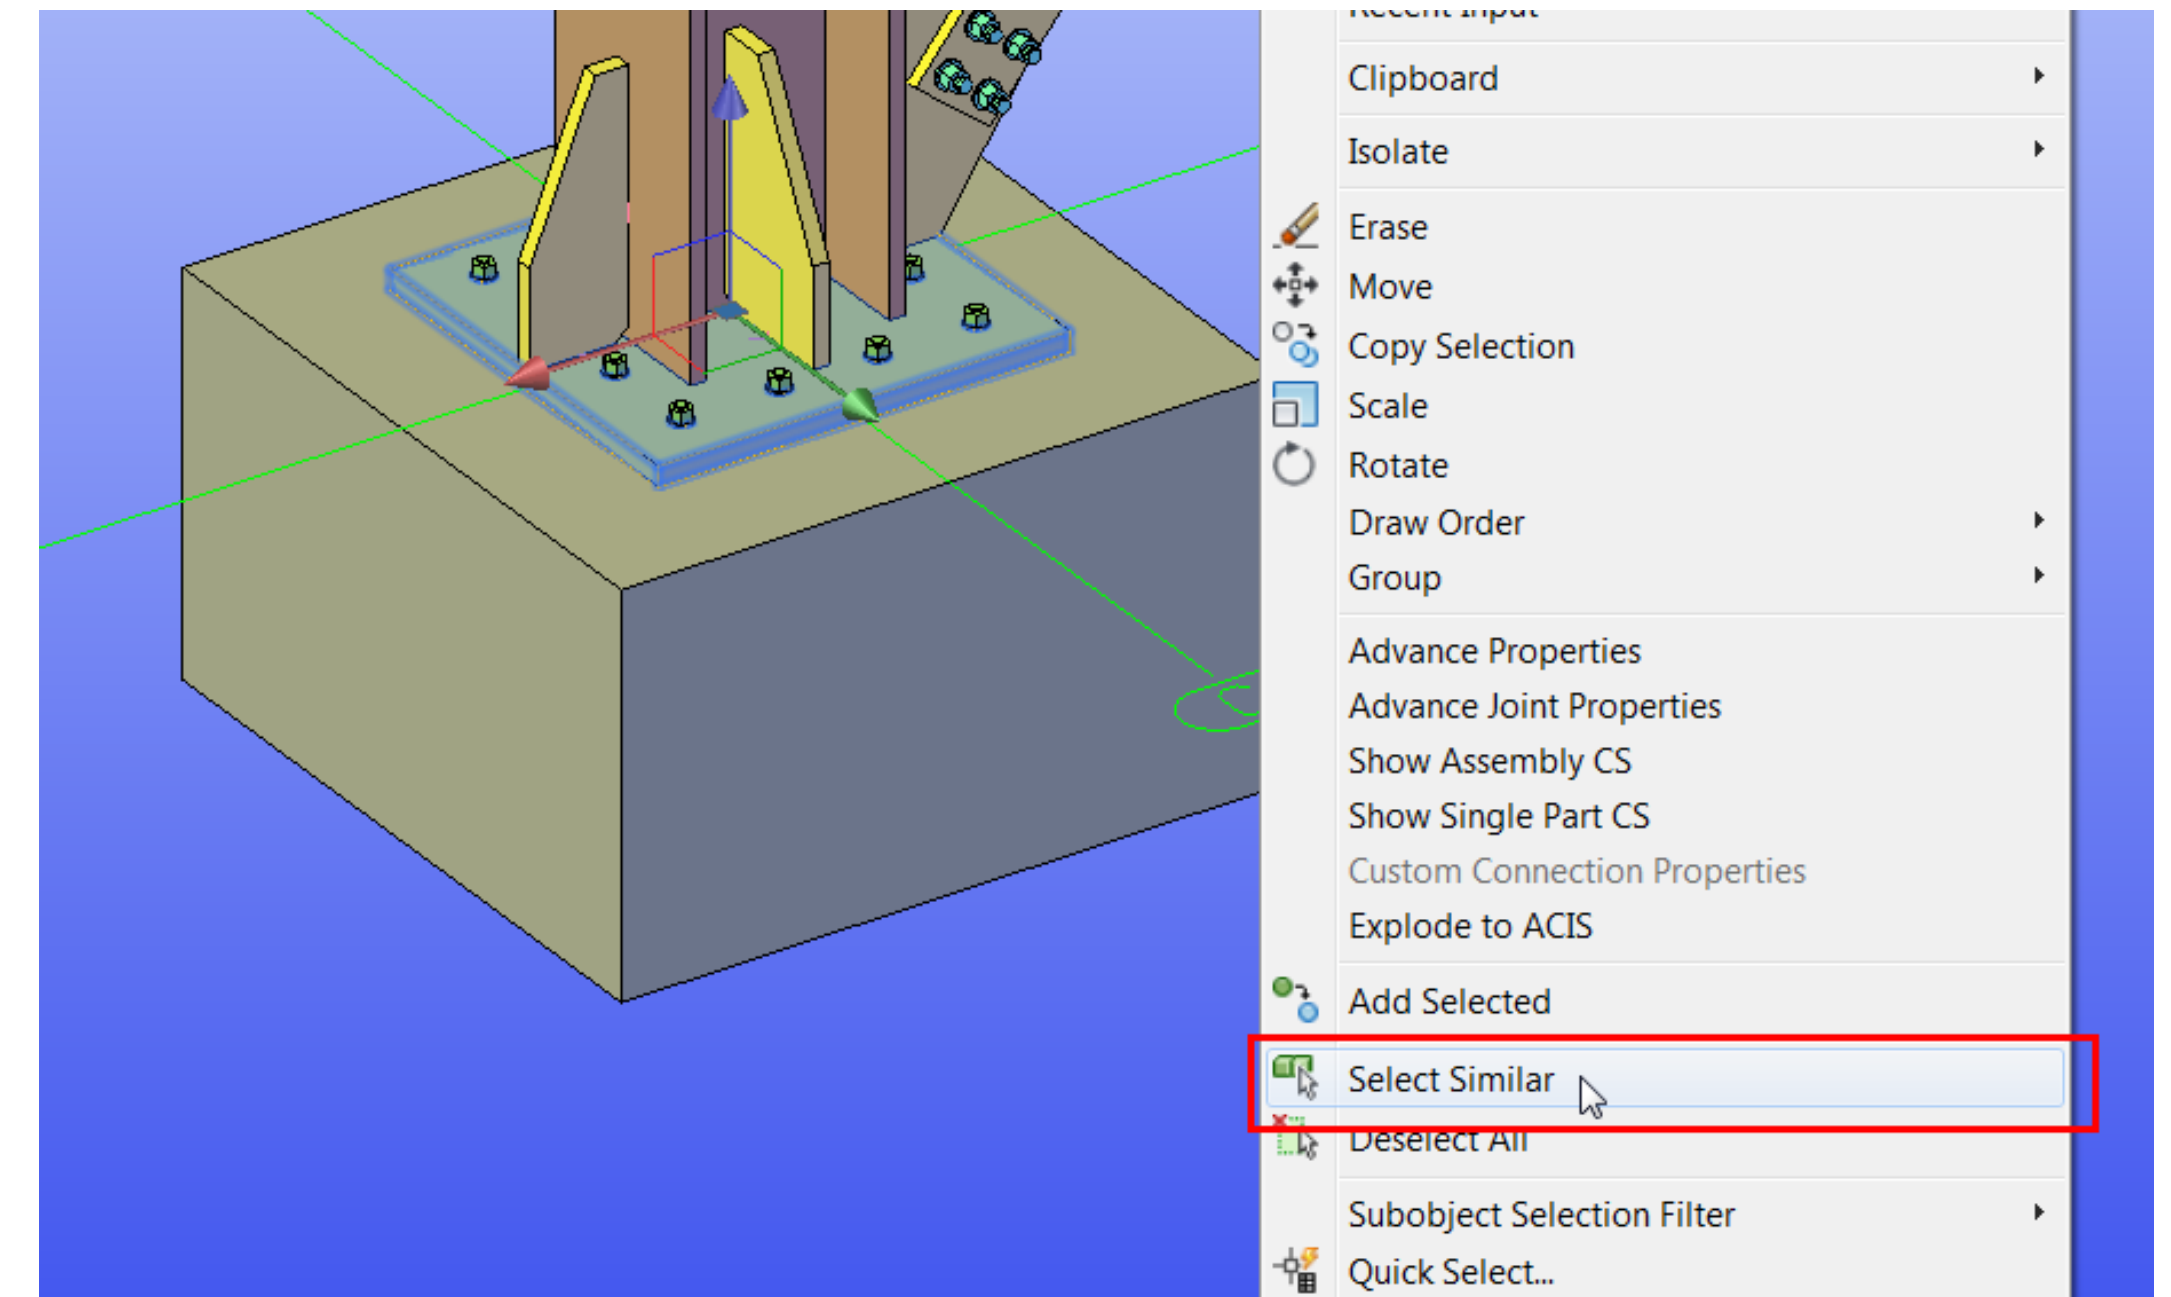 Recent Input
Clipboard
Isolate
Erase
Move
Copy Selection
Scale
Rotate
Draw Order
Group
Advance Properties
Advance Joint Properties
Show Assembly CS
Show Single Part CS
Custom Connection Properties
Explode to ACIS
Add Selected
Select Similar
Deselect All
Subobject Selection Filter
Quick Select...